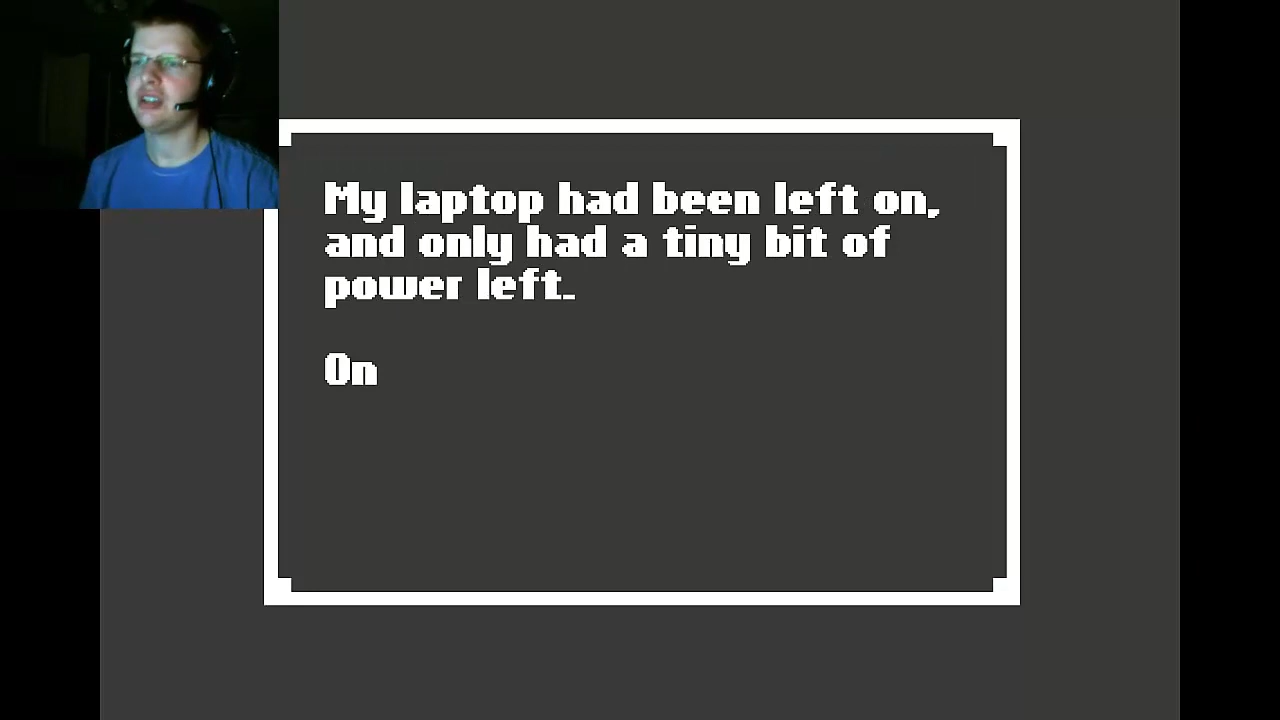 My laptop had been left on,
and only had a tiny bit of
power left.
On